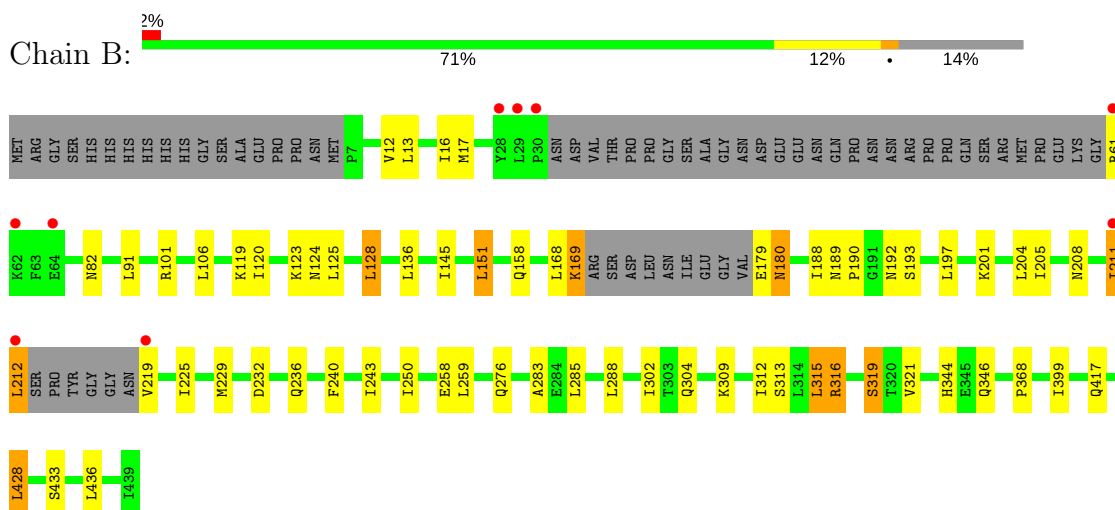 2%
Chain B:
71% 12% • 14%
MET ARG GLY SER HIS HIS HIS HIS HIS HIS GLY SER ALA GLU PRO PRO ASN MET P7 V12 L13 I16 M17 Y28 L29 P30 ASN ASP VAL THR PRO PRO GLY SER ALA GLY ASN ASP GLU GLU ASN GLN PRO ASN ASN ARG PRO PRO GLN SER ARG MET PRO GLU LYS GLY R61
K62 F63 E64 N82 L91 R101 L106 K119 I120 K123 N124 L125 L128 L136 I145 L151 Q158 L168 K169 ARG SER ASP LEU ASN ILE GLU GLY VAL E179 N180 I188 N189 P190 G191 N192 S193 L197 K201 L204 I205 N208 I211
L212 SER PRO TYR GLY GLY ASN V219 I225 M229 D232 Q236 F240 I243 I250 E258 L259 Q276 A283 E284 L285 L288 I302 T303 Q304 K309 I312 S313 L314 L315 R316 S319 T320 V321 H344 E345 Q346 P368 I399 Q417
L428 S433 L436 I439